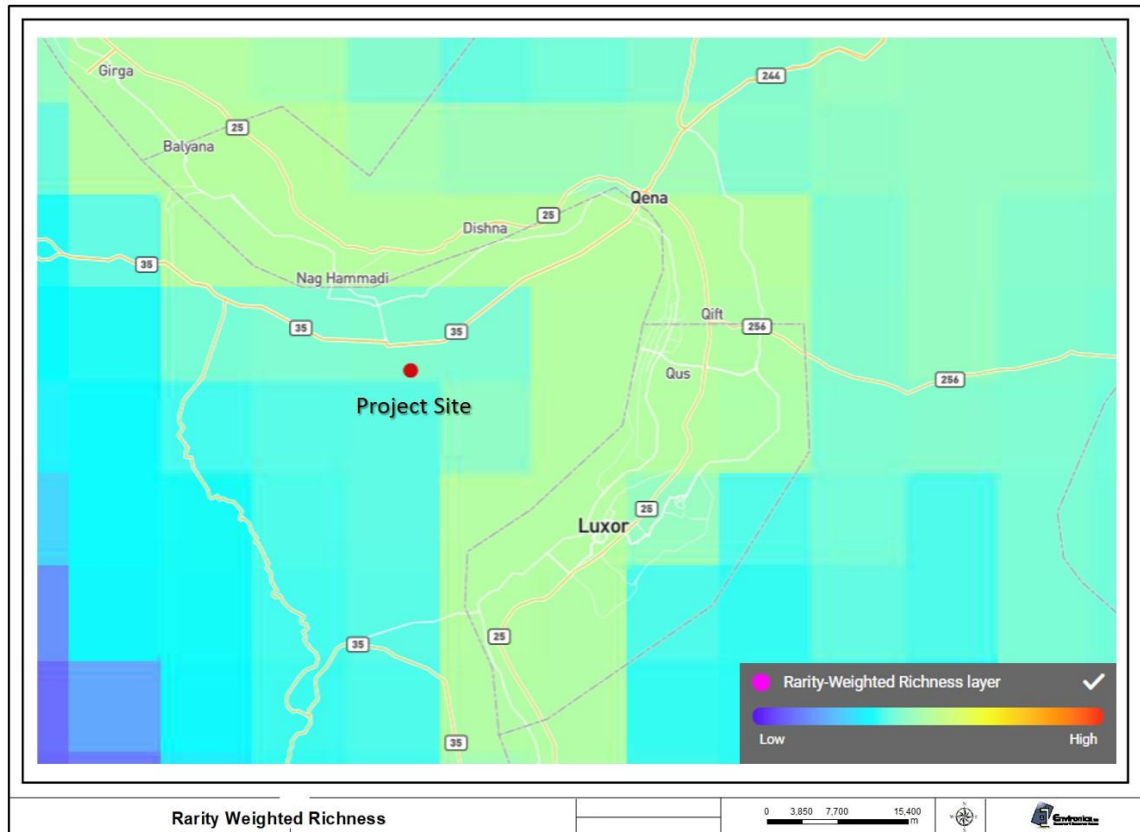 Girga
244
25
Balyana
Qena
25
Dishna
35
Nag Hammadi
35
35
Qift
256
Qus
256
Project Site
25
Luxor
25
35
35
Rarity-Weighted Richness layer
Low High
Rarity Weighted Richness
0 3,850 7,700 15,400
m
Environics